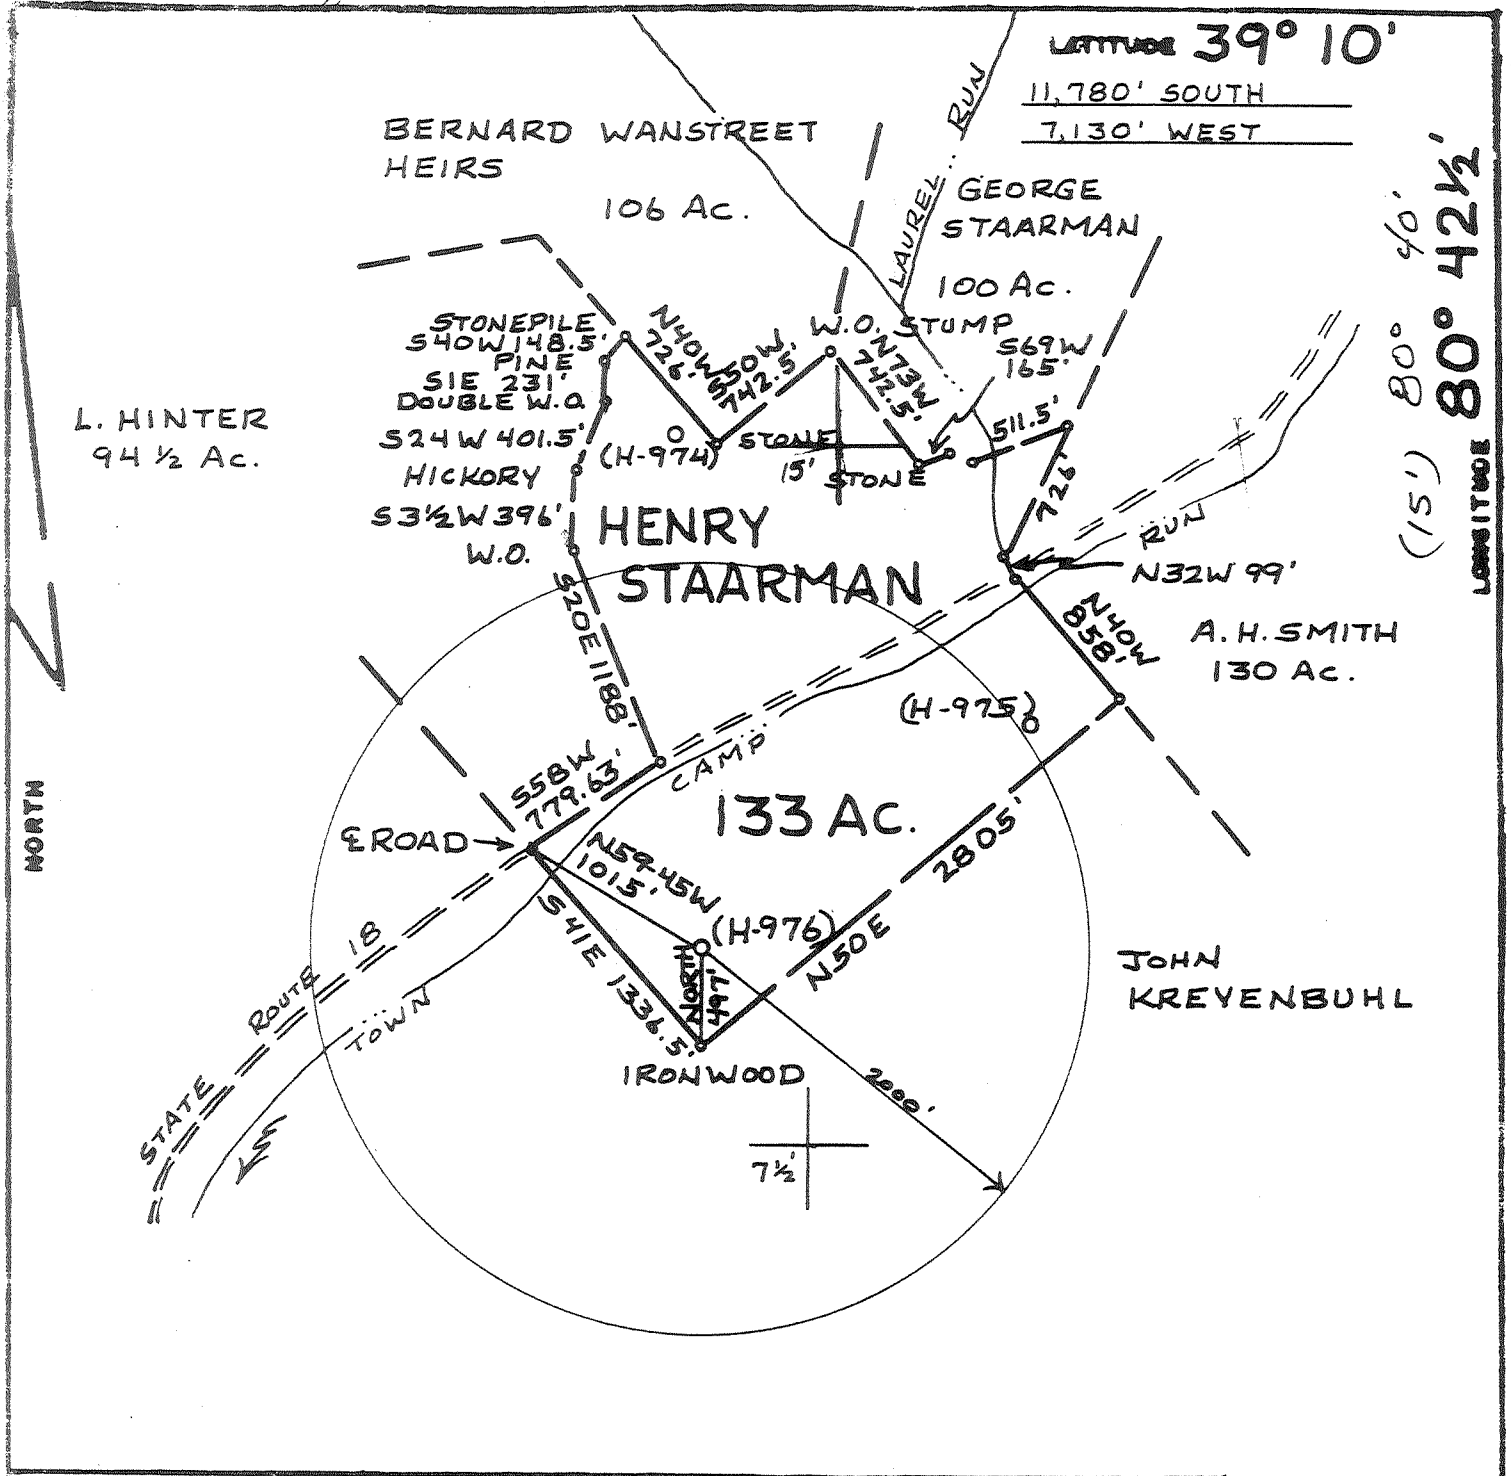 LATITUDE 39° 10'
11,780' SOUTH
7,130' WEST
LONGITUDE 80° 42½'
(15') 80° 40'
BERNARD WANSTREET
HEIRS
106 Ac.
LAUREL RUN
GEORGE
STAARMAN
100 Ac.
STONEPILE
S40W 148.5'
PINE
S1E 231'
DOUBLE W.O.
S24W 401.5'
HICKORY
S3½W 396'
W.O.
N40W
726'
S50W
742.5'
W.O. STUMP
N73W
742.5'
S69W
165'
511.5'
726'
L. HINTER
94 ½ Ac.
(H-974)
STONE
15'
STONE
HENRY
STAARMAN
RUN
N32W 99'
N40W
858'
A. H. SMITH
130 Ac.
S20E 1188'
(H-975)
CAMP
S58W
779.63'
133 Ac.
2805'
NORTH
℄ ROAD
N59-45W
1015'
(H-976)
N50E
S41E 1336.5'
NORTH
497'
JOHN
KREYENBUHL
STATE ROUTE 18
TOWN
IRONWOOD
2000'
7½'